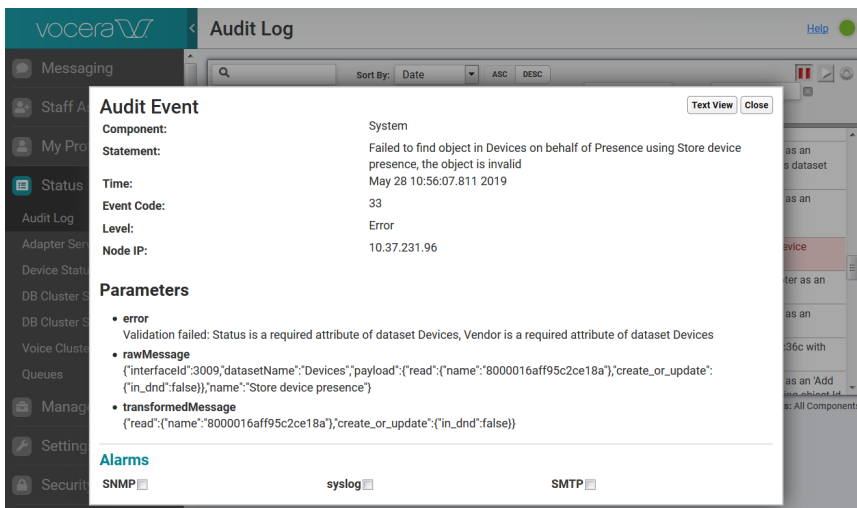 vocera
Audit Log
Help
Messaging
Sort By: Date ASC DESC
Staff A
Audit Event
Text View Close
Component: System
My Pro
Statement: Failed to find object in Devices on behalf of Presence using Store device
presence, the object is invalid
as an
s dataset
Status
Time: May 28 10:56:07.811 2019
as an
Event Code: 33
Audit Log
Level: Error
Adapter Serv
Node IP: 10.37.231.96
evice
Device Statu
ter as an
DB Cluster S
Parameters
DB Cluster S
• error
as an
Validation failed: Status is a required attribute of dataset Devices, Vendor is a required attribute of dataset Devices
Voice Cluste
• rawMessage
:36c with
{"interfaceId":3009,"datasetName":"Devices","payload":{"read":{"name":"8000016aff95c2ce18a"},"create_or_update":
Queues
{"in_dnd":false}},"name":"Store device presence"}
as an 'Add
ing object Id
Manag
• transformedMessage
s: All Components
{"read":{"name":"8000016aff95c2ce18a"},"create_or_update":{"in_dnd":false}}
Setting
Alarms
Securit
SNMP syslog SMTP